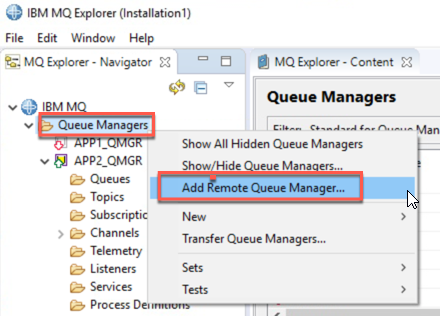 IBM MQ Explorer (Installation1)
File Edit Window Help
MQ Explorer - Navigator
MQ Explorer - Content
IBM MQ
Queue Managers
APP1_QMGR
APP2_QMGR
Queues
Topics
Subscriptio
Channels
Telemetry
Listeners
Services
Process Definitions
Queue Managers
Filter: Standard for Queue Man
Show All Hidden Queue Managers
Show/Hide Queue Managers...
Add Remote Queue Manager...
New
Transfer Queue Managers...
Sets
Tests